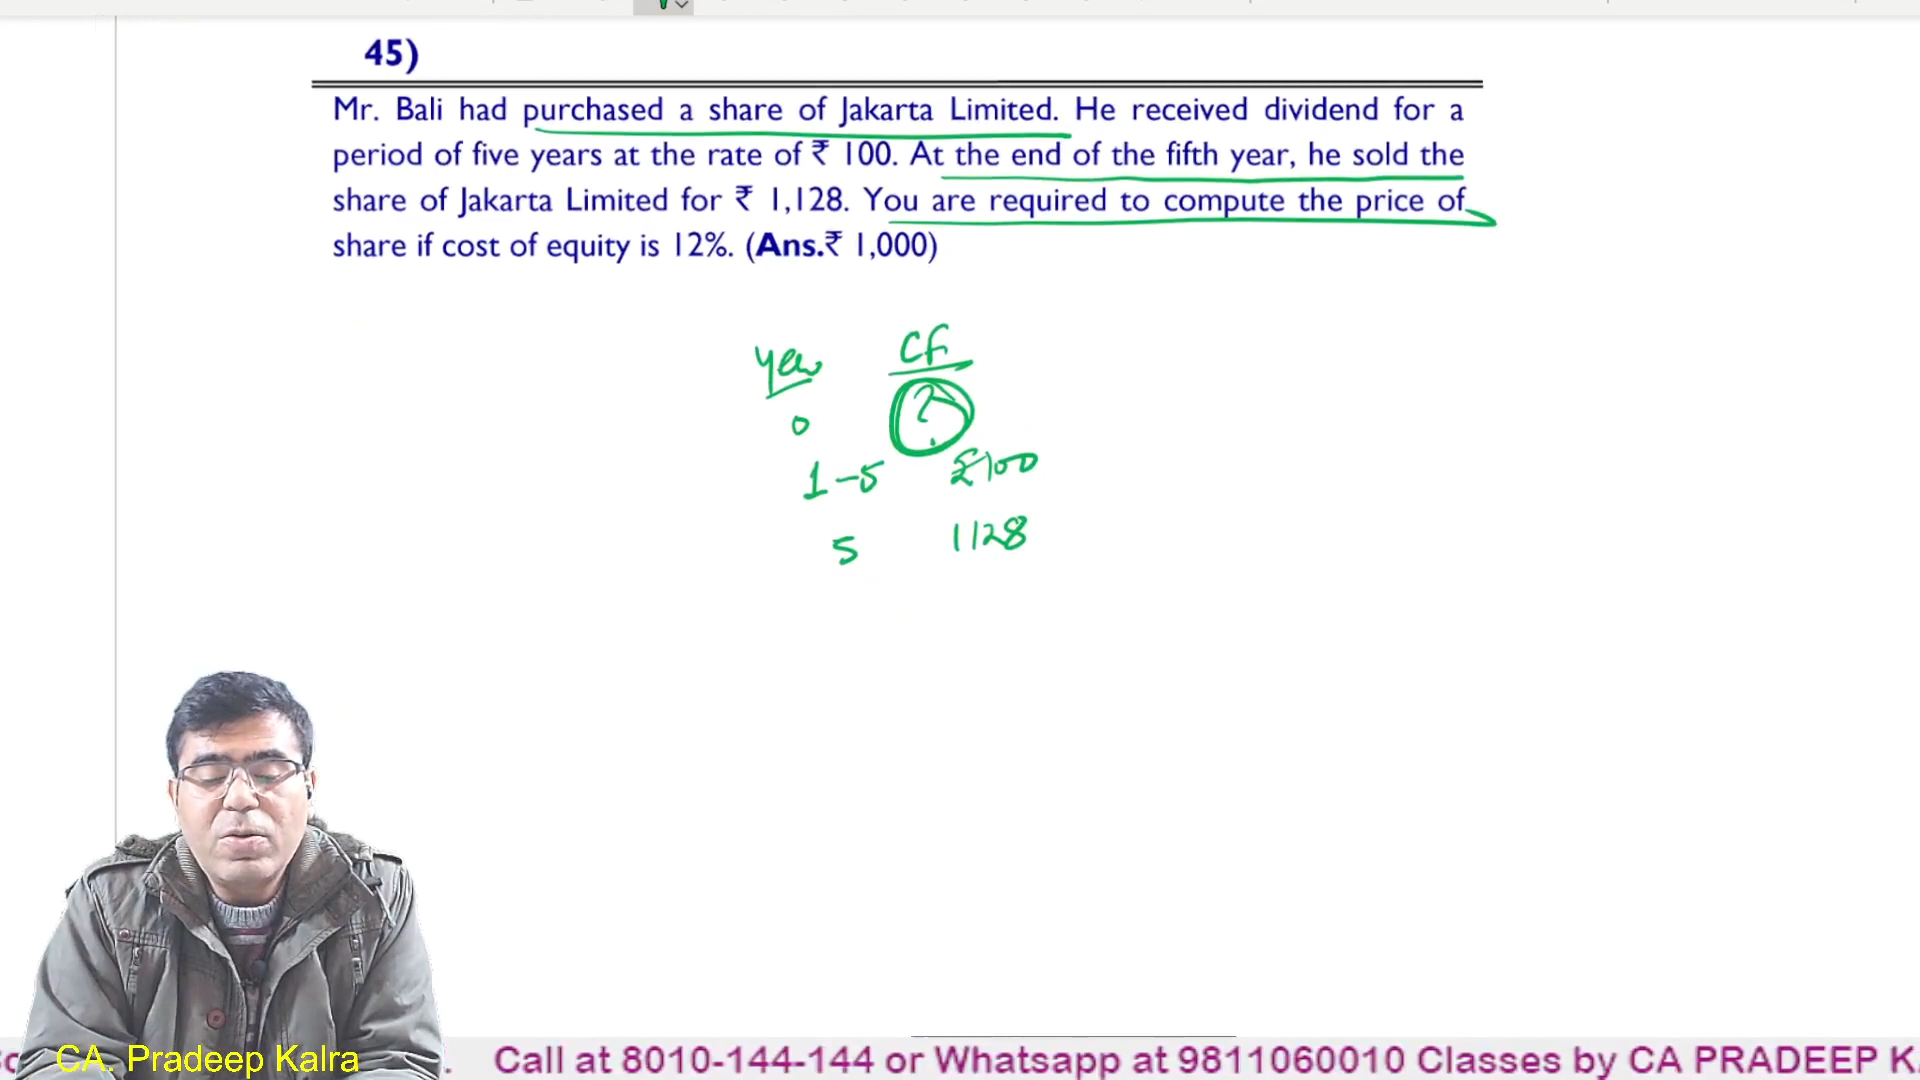 45)
Mr. Bali had purchased a share of Jakarta Limited. He received dividend for a
period of five years at the rate of ₹ 100. At the end of the fifth year, he sold the
share of Jakarta Limited for ₹ 1,128. You are required to compute the price of
share if cost of equity is 12%. (Ans.₹ 1,000)
Year CF
0 ?
1-5 ₹100
5 1128
CA. Pradeep Kalra
Call at 8010-144-144 or Whatsapp at 9811060010 Classes by CA PRADEEP